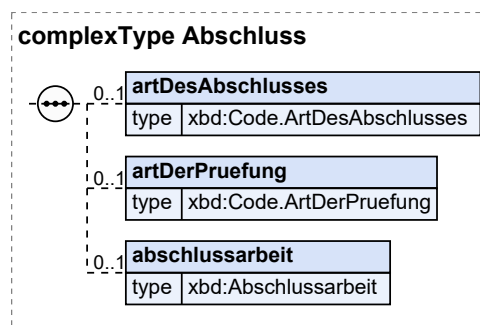 complexType Abschluss
0..1 artDesAbschlusses
type xbd:Code.ArtDesAbschlusses
0..1 artDerPruefung
type xbd:Code.ArtDerPruefung
0..1 abschlussarbeit
type xbd:Abschlussarbeit